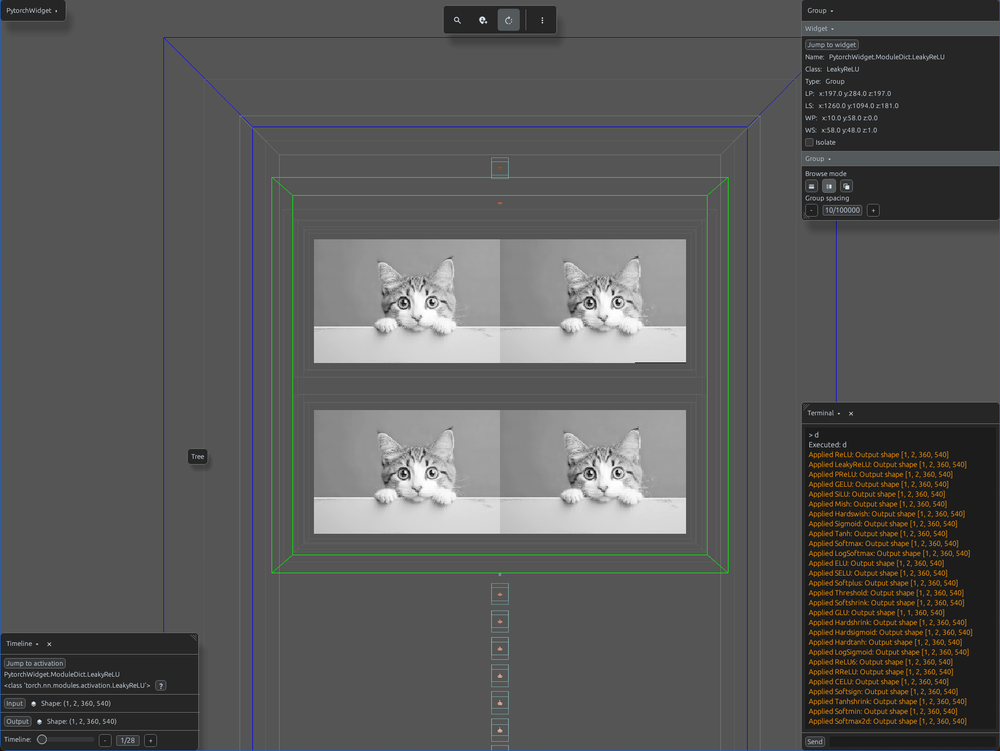 PytorchWidget
Group
Widget
Jump to widget
Name: PytorchWidget.ModuleDict.LeakyReLU
Class: LeakyReLU
Type: Group
LP: x:197.0 y:284.0 z:197.0
LS: x:1260.0 y:1094.0 z:181.0
WP: x:10.0 y:58.0 z:0.0
WS: x:58.0 y:48.0 z:1.0
Isolate
Group
Browse mode
Group spacing
- 10/100000 +
Tree
Terminal ×
> d
Executed: d
Applied ReLU: Output shape [1, 2, 360, 540]
Applied LeakyReLU: Output shape [1, 2, 360, 540]
Applied PReLU: Output shape [1, 2, 360, 540]
Applied GELU: Output shape [1, 2, 360, 540]
Applied SiLU: Output shape [1, 2, 360, 540]
Applied Mish: Output shape [1, 2, 360, 540]
Applied Hardswish: Output shape [1, 2, 360, 540]
Applied Sigmoid: Output shape [1, 2, 360, 540]
Applied Tanh: Output shape [1, 2, 360, 540]
Applied Softmax: Output shape [1, 2, 360, 540]
Applied LogSoftmax: Output shape [1, 2, 360, 540]
Applied ELU: Output shape [1, 2, 360, 540]
Applied SELU: Output shape [1, 2, 360, 540]
Applied Softplus: Output shape [1, 2, 360, 540]
Applied Threshold: Output shape [1, 2, 360, 540]
Applied Softshrink: Output shape [1, 2, 360, 540]
Applied GLU: Output shape [1, 1, 360, 540]
Applied Hardshrink: Output shape [1, 2, 360, 540]
Applied Hardsigmoid: Output shape [1, 2, 360, 540]
Applied Hardtanh: Output shape [1, 2, 360, 540]
Applied LogSigmoid: Output shape [1, 2, 360, 540]
Applied ReLU6: Output shape [1, 2, 360, 540]
Applied RReLU: Output shape [1, 2, 360, 540]
Applied CELU: Output shape [1, 2, 360, 540]
Applied Softsign: Output shape [1, 2, 360, 540]
Applied Tanhshrink: Output shape [1, 2, 360, 540]
Applied Softmin: Output shape [1, 2, 360, 540]
Applied Softmax2d: Output shape [1, 2, 360, 540]
Send
Timeline ×
Jump to activation
PytorchWidget.ModuleDict.LeakyReLU
<class 'torch.nn.modules.activation.LeakyReLU'> ?
Input Shape: (1, 2, 360, 540)
Output Shape: (1, 2, 360, 540)
Timeline: - 1/28 +